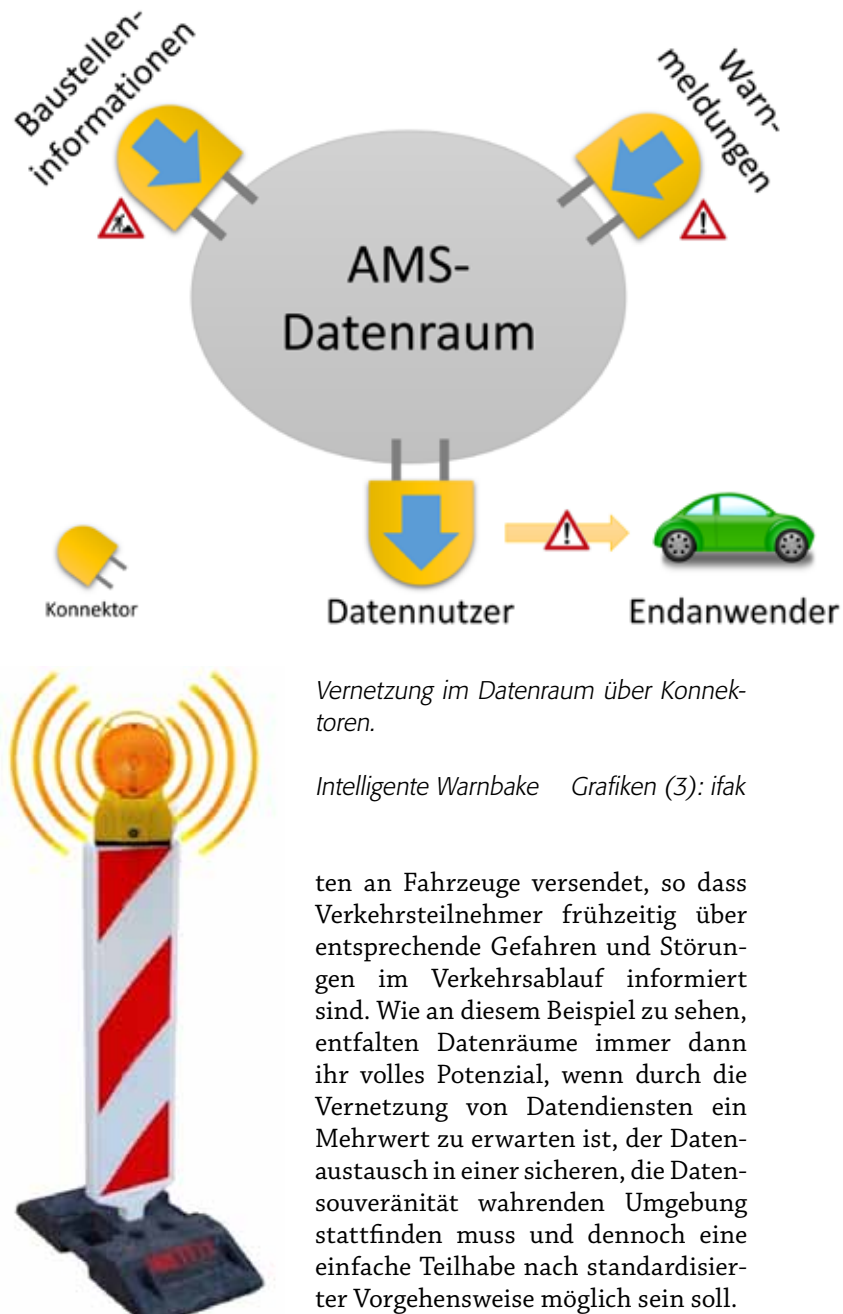 Baustellen-
informationen
Warn-
meldungen
AMS-
Datenraum
Konnektor
Datennutzer
Endanwender
Vernetzung im Datenraum über Konnek-
toren.
Intelligente Warnbake Grafiken (3): ifak
ten an Fahrzeuge versendet, so dass
Verkehrsteilnehmer frühzeitig über
entsprechende Gefahren und Störun-
gen im Verkehrsablauf informiert
sind. Wie an diesem Beispiel zu sehen,
entfalten Datenräume immer dann
ihr volles Potenzial, wenn durch die
Vernetzung von Datendiensten ein
Mehrwert zu erwarten ist, der Daten-
austausch in einer sicheren, die Daten-
souveränität wahrenden Umgebung
stattfinden muss und dennoch eine
einfache Teilhabe nach standardisier-
ter Vorgehensweise möglich sein soll.